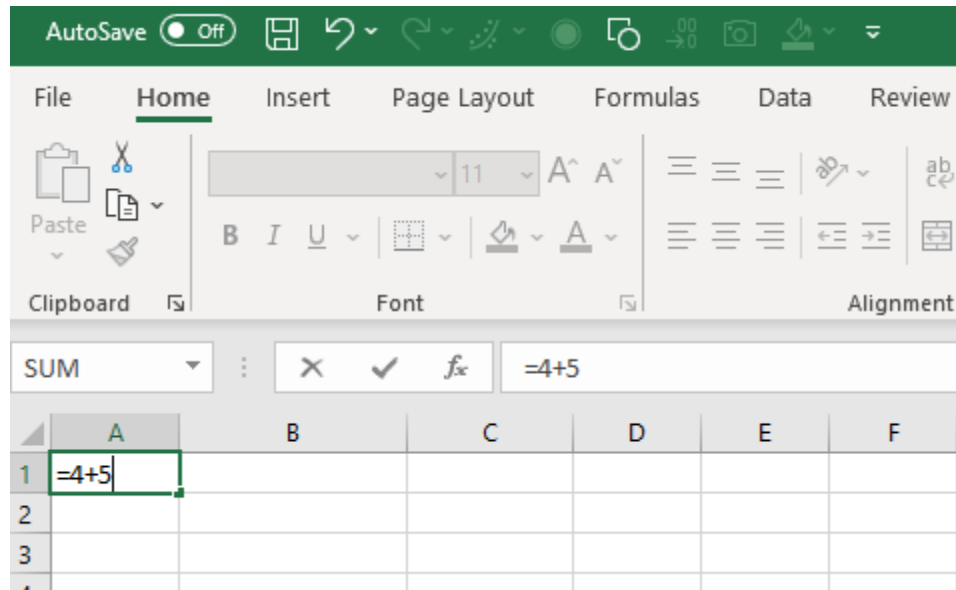 AutoSave Off
File Home Insert Page Layout Formulas Data Review
Paste
11 A A ab
c
B I U A
Clipboard Font Alignment
SUM fx =4+5
A B C D E F
1 =4+5
2
3